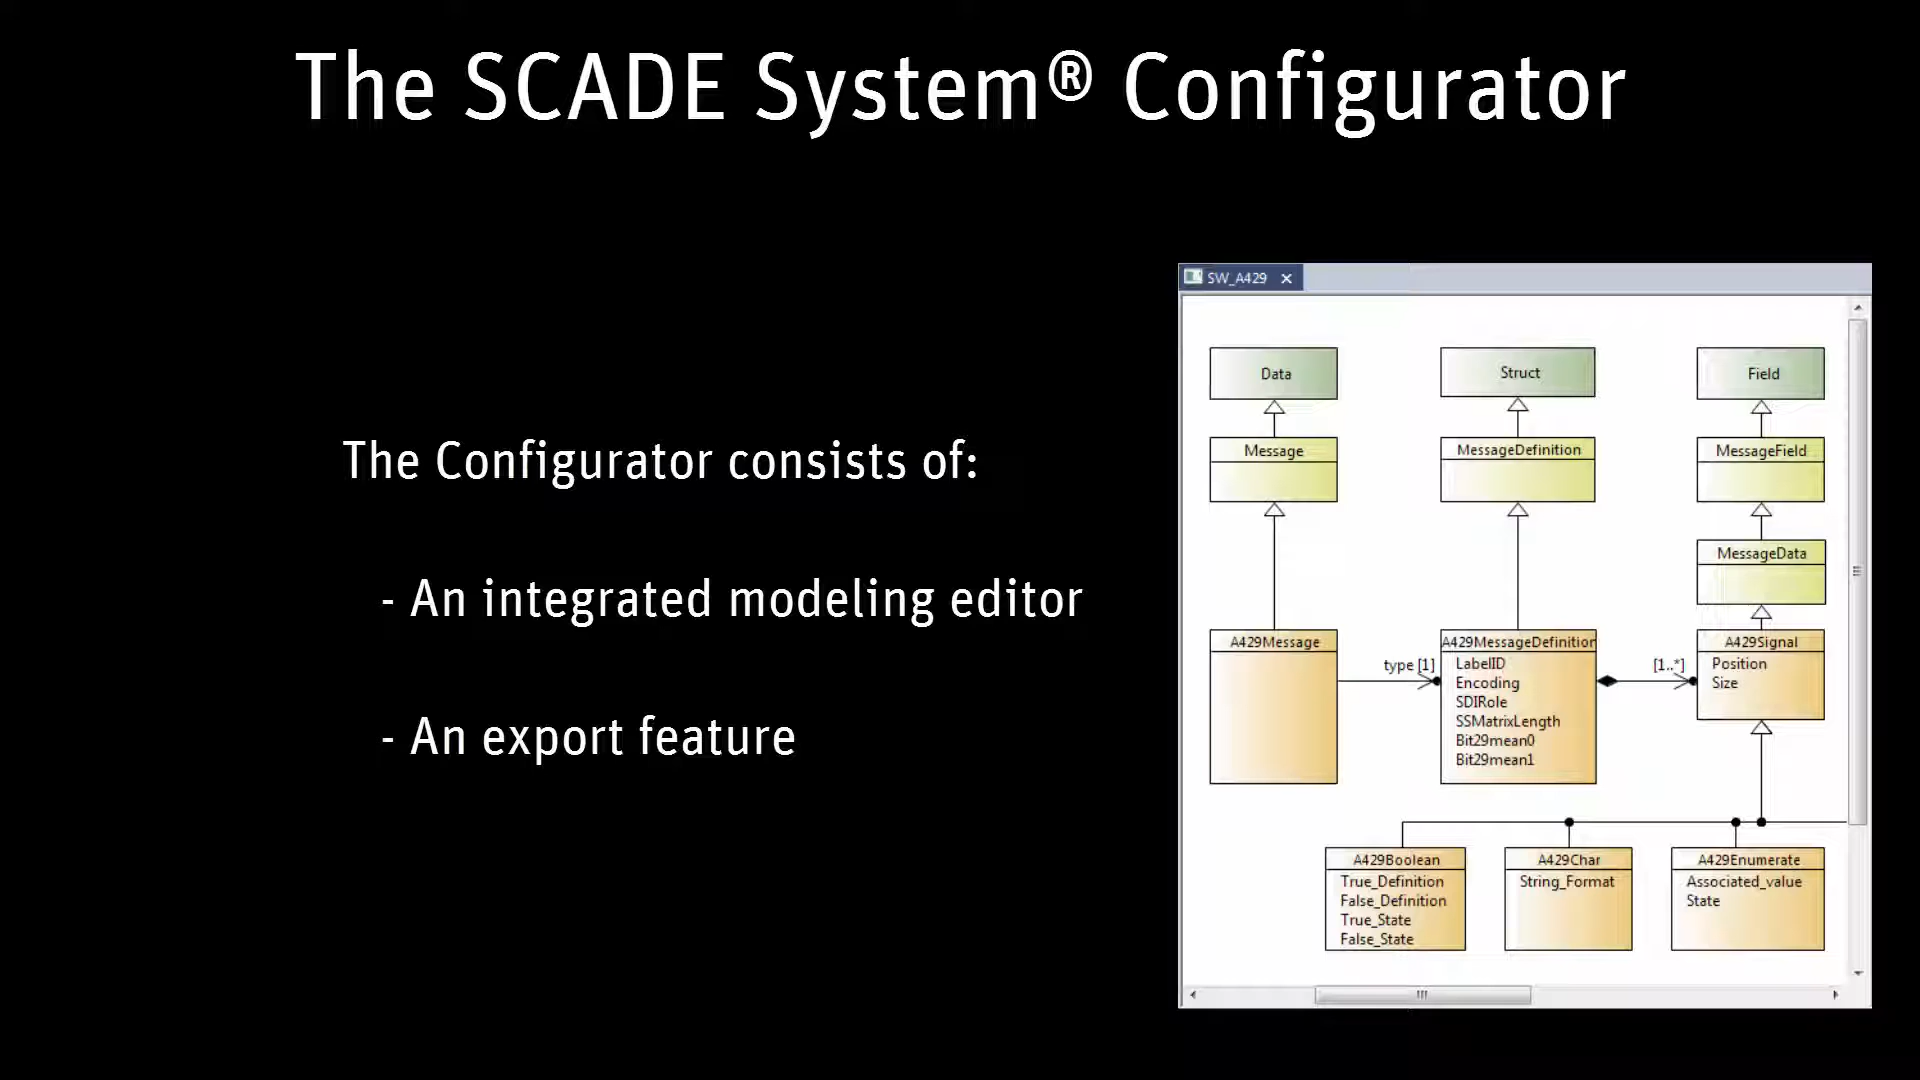 The SCADE System® Configurator
The Configurator consists of:
- An integrated modeling editor
- An export feature
SW_A429
Data
Struct
Field
Message
MessageDefinition
MessageField
MessageData
A429Message
type [1]
A429MessageDefinition
LabelID
Encoding
SDIRole
SSMatrixLength
Bit29mean0
Bit29mean1
[1..*]
A429Signal
Position
Size
A429Boolean
True_Definition
False_Definition
True_State
False_State
A429Char
String_Format
A429Enumerate
Associated_value
State